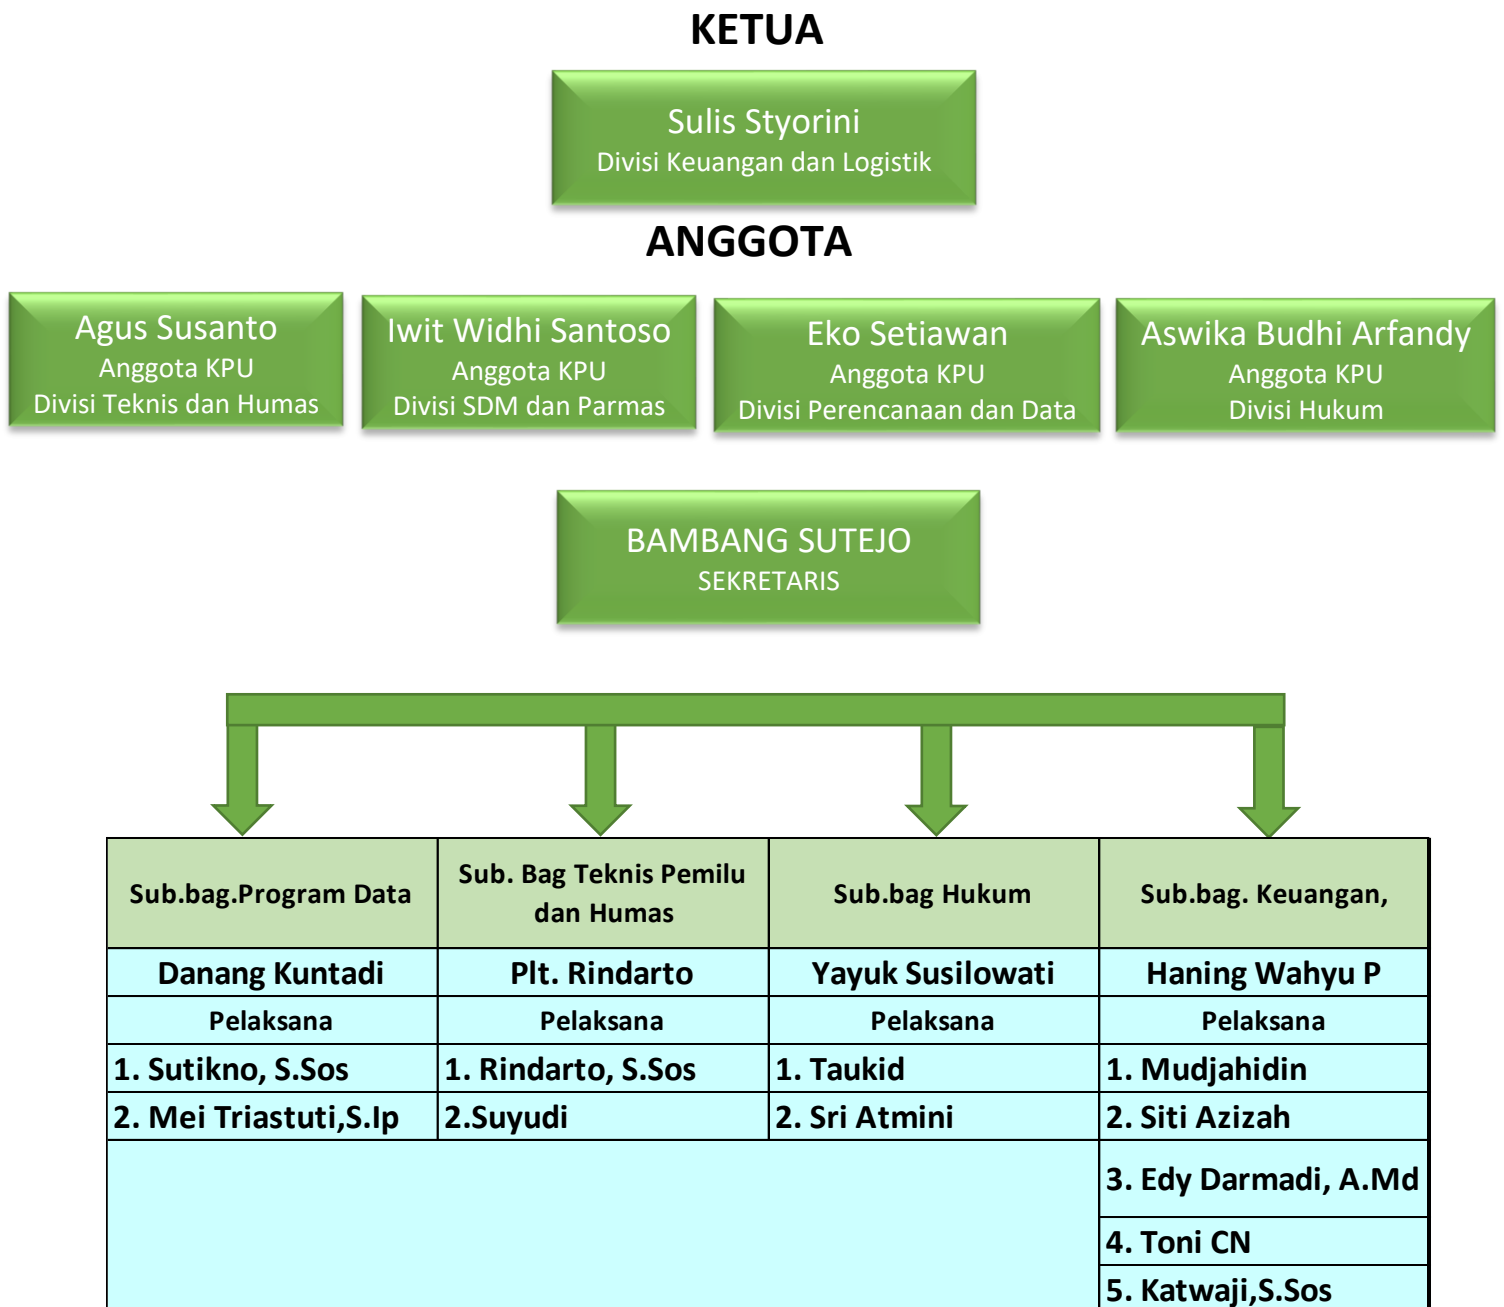 KETUA
Sulis Styorini
Divisi Keuangan dan Logistik
ANGGOTA
Agus Susanto
Anggota KPU
Divisi Teknis dan Humas
Iwit Widhi Santoso
Anggota KPU
Divisi SDM dan Parmas
Eko Setiawan
Anggota KPU
Divisi Perencanaan dan Data
Aswika Budhi Arfandy
Anggota KPU
Divisi Hukum
BAMBANG SUTEJO
SEKRETARIS
Sub.bag.Program Data
Sub. Bag Teknis Pemilu
dan Humas
Sub.bag Hukum
Sub.bag. Keuangan,
Danang Kuntadi
Plt. Rindarto
Yayuk Susilowati
Haning Wahyu P
Pelaksana
Pelaksana
Pelaksana
Pelaksana
1. Sutikno, S.Sos
1. Rindarto, S.Sos
1. Taukid
1. Mudjahidin
2. Mei Triastuti,S.Ip
2.Suyudi
2. Sri Atmini
2. Siti Azizah
3. Edy Darmadi, A.Md
4. Toni CN
5. Katwaji,S.Sos